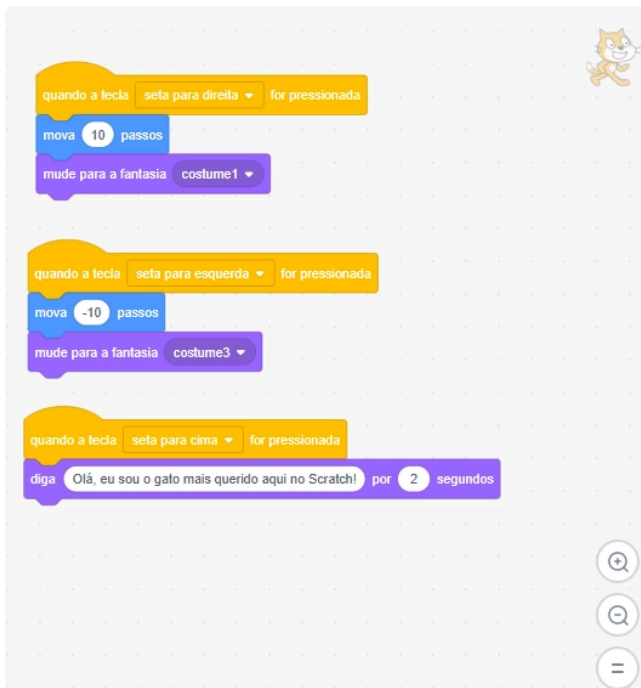 quando a tecla seta para direita for pressionada
mova 10 passos
mude para a fantasia costume1
quando a tecla seta para esquerda for pressionada
mova -10 passos
mude para a fantasia costume3
quando a tecla seta para cima for pressionada
diga Olá, eu sou o gato mais querido aqui no Scratch! por 2 segundos